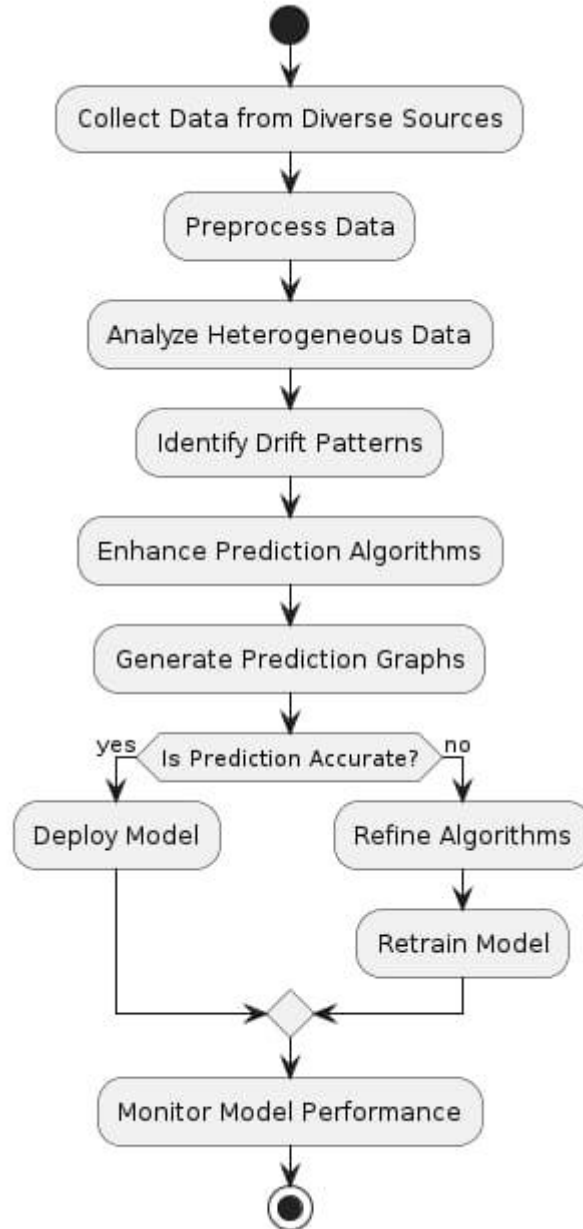 Collect Data from Diverse Sources
Preprocess Data
Analyze Heterogeneous Data
Identify Drift Patterns
Enhance Prediction Algorithms
Generate Prediction Graphs
yes
Is Prediction Accurate?
no
Deploy Model
Refine Algorithms
Retrain Model
Monitor Model Performance